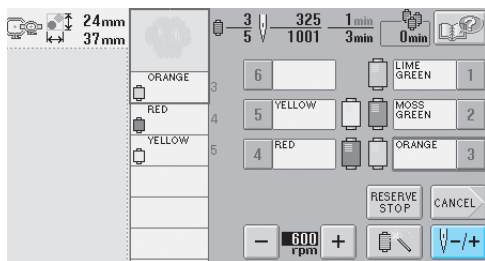 24mm
37mm
3
5
325
1001
1min
3min
0min
ORANGE
3
RED
4
YELLOW
5
6
LIME
GREEN
1
5
YELLOW
MOSS
GREEN
2
4
RED
ORANGE
3
RESERVE
STOP
CANCEL
−
600
rpm
+
−/+